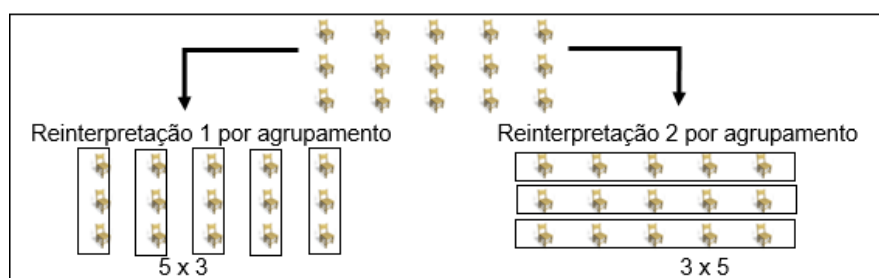 Reinterpretação 1 por agrupamento
Reinterpretação 2 por agrupamento
5 x 3
3 x 5